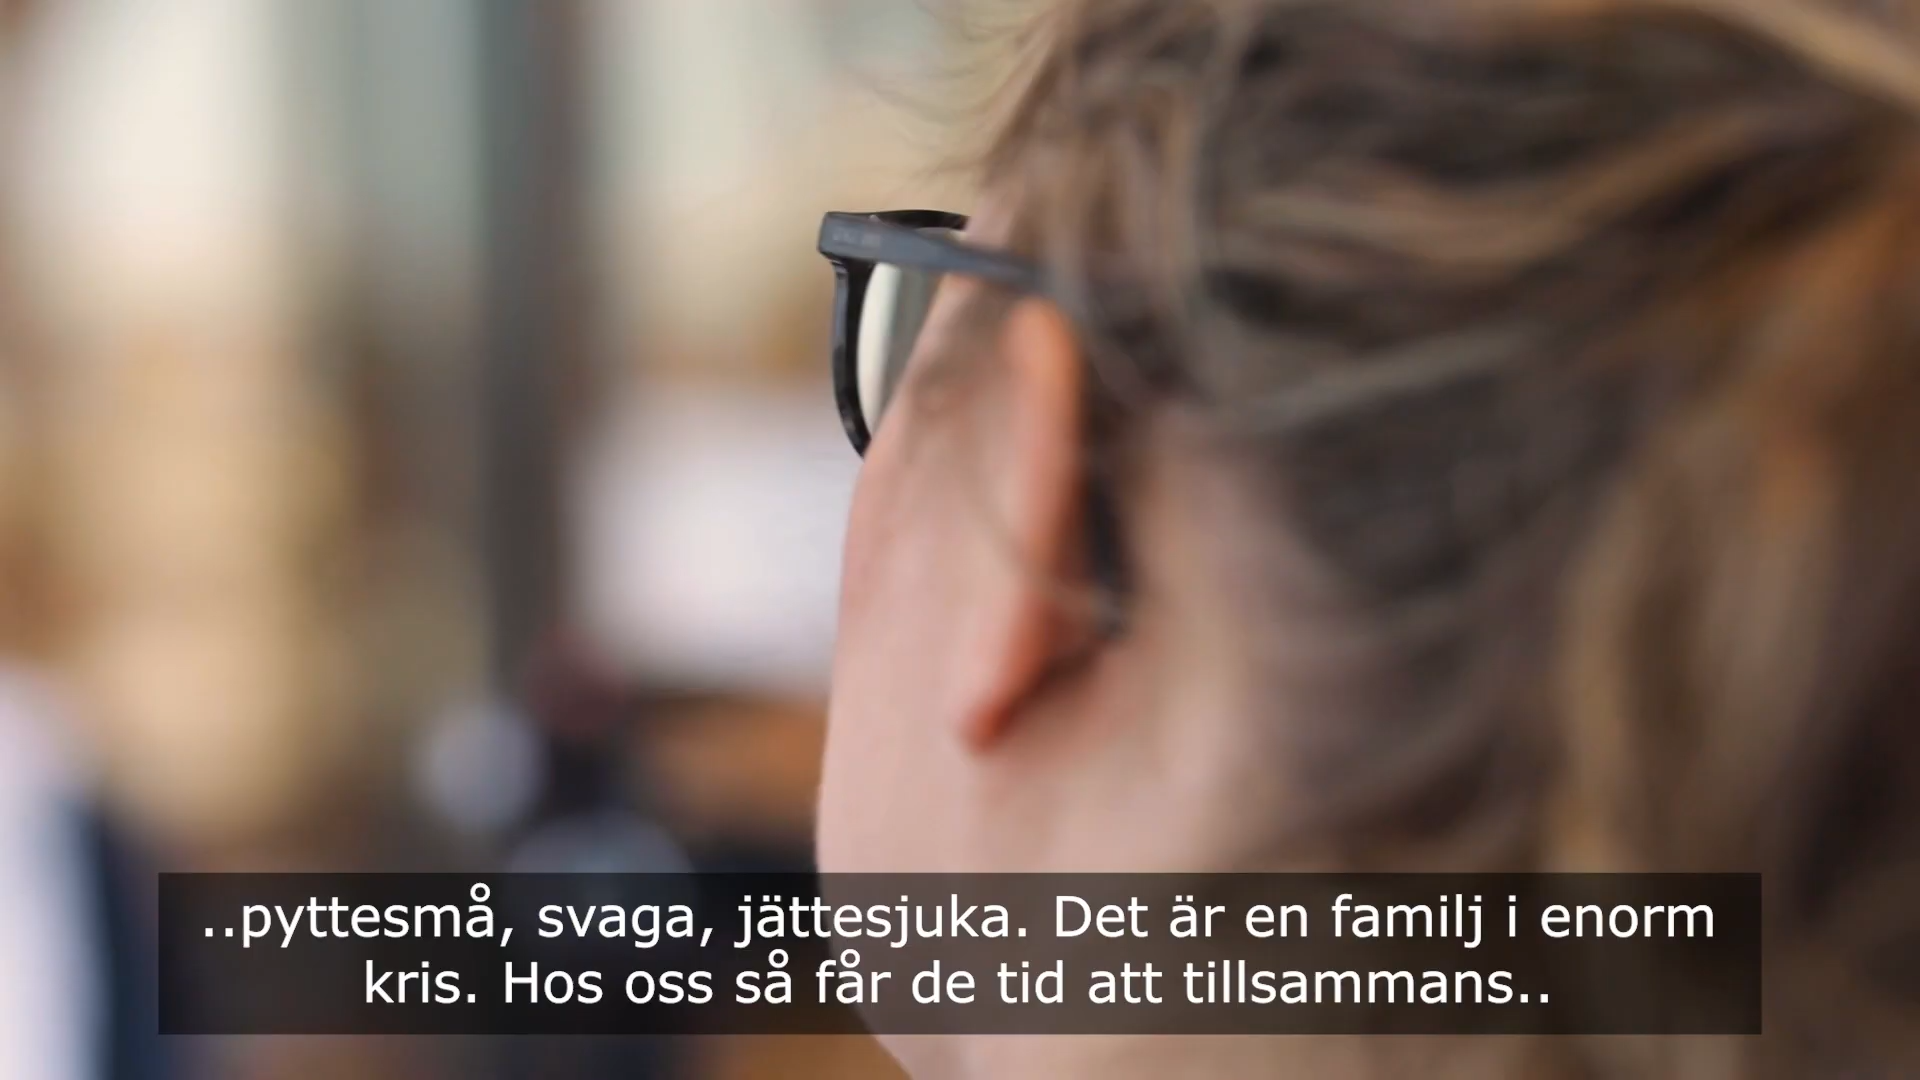 ..pyttesmå, svaga, jättesjuka. Det är en familj i enorm
kris. Hos oss så får de tid att tillsammans..